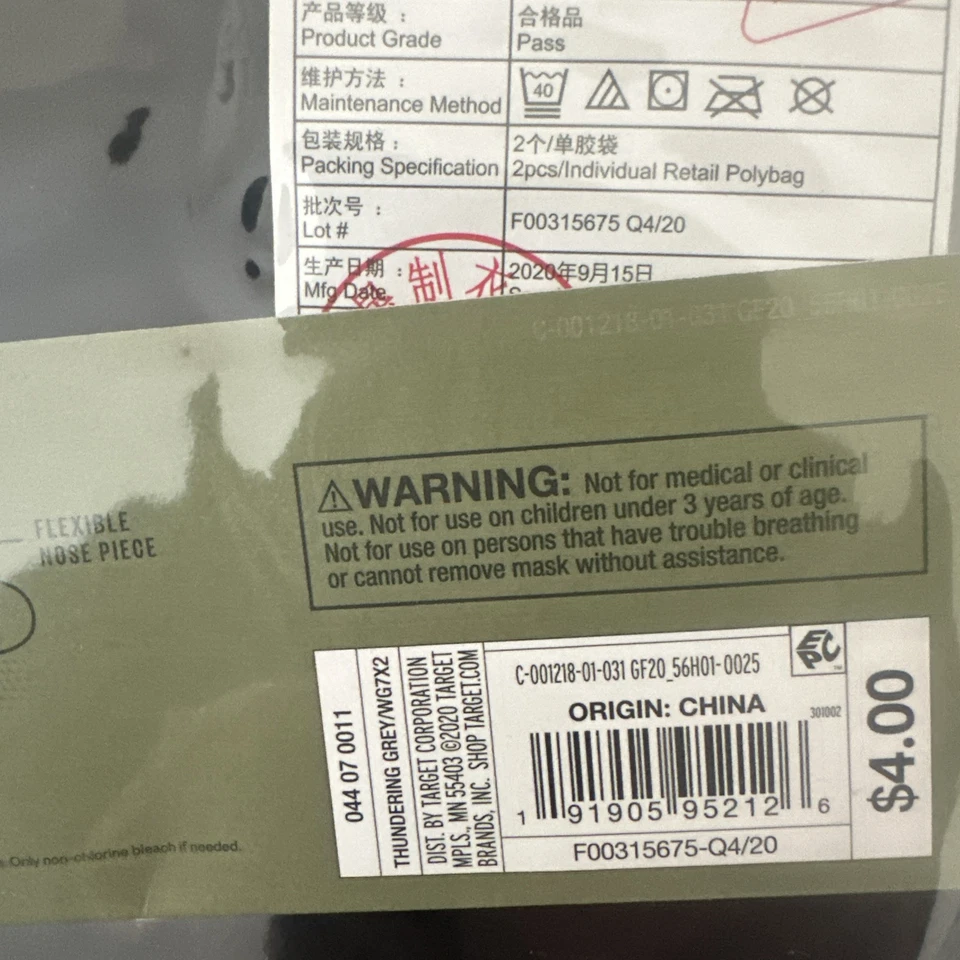 产品等级 :
Product Grade
合格品
Pass
维护方法 :
Maintenance Method
40
包装规格 :
Packing Specification
2个/单胶袋
2pcs/Individual Retail Polybag
批次号 :
Lot #
F00315675 Q4/20
生产日期 :
Mfg Date
2020年9月15日
制 衣
C-001218-01-031 GF20
FLEXIBLE
NOSE PIECE
⚠WARNING: Not for medical or clinical
use. Not for use on children under 3 years of age.
Not for use on persons that have trouble breathing
or cannot remove mask without assistance.
044 07 0011
THUNDERING GREY/WG7X2
DIST. BY TARGET CORPORATION
MPLS., MN 55403 ©2020 TARGET
BRANDS, INC. SHOP TARGET.COM
C-001218-01-031 GF20_56H01-0025
EPC™
ORIGIN: CHINA
301002
1 91905 95212 6
F00315675-Q4/20
$4.00
Only non-chlorine bleach if needed.